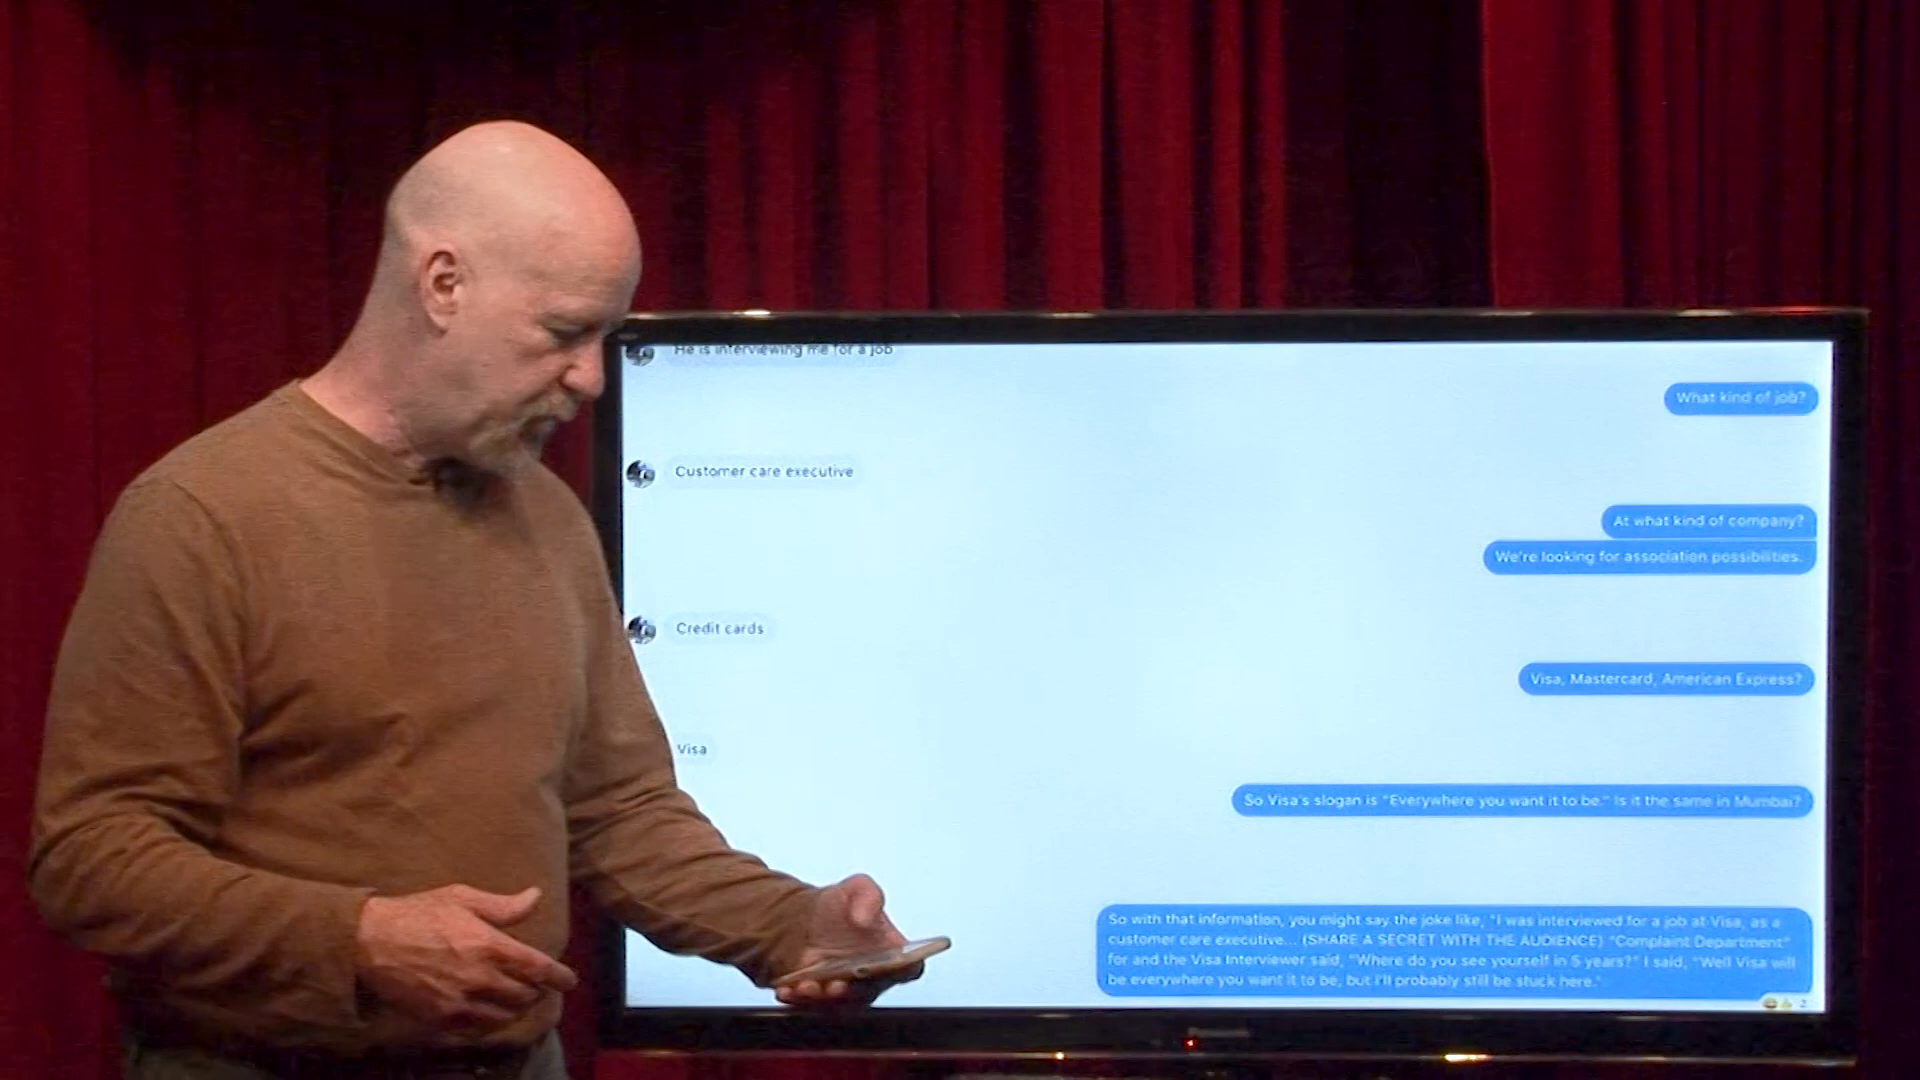 He is interviewing me for a job
What kind of job?
Customer care executive
At what kind of company?
We're looking for association possibilities.
Credit cards
Visa, Mastercard, American Express?
Visa
So Visa's slogan is "Everywhere you want it to be." Is it the same in Mumbai?
So with that information, you might say the joke like, "I was interviewed for a job at Visa, as a
customer care executive... (SHARE A SECRET WITH THE AUDIENCE) "Complaint Department"
for and the Visa Interviewer said, "Where do you see yourself in 5 years?" I said, "Well Visa will
be everywhere you want it to be, but I'll probably still be stuck here."
2